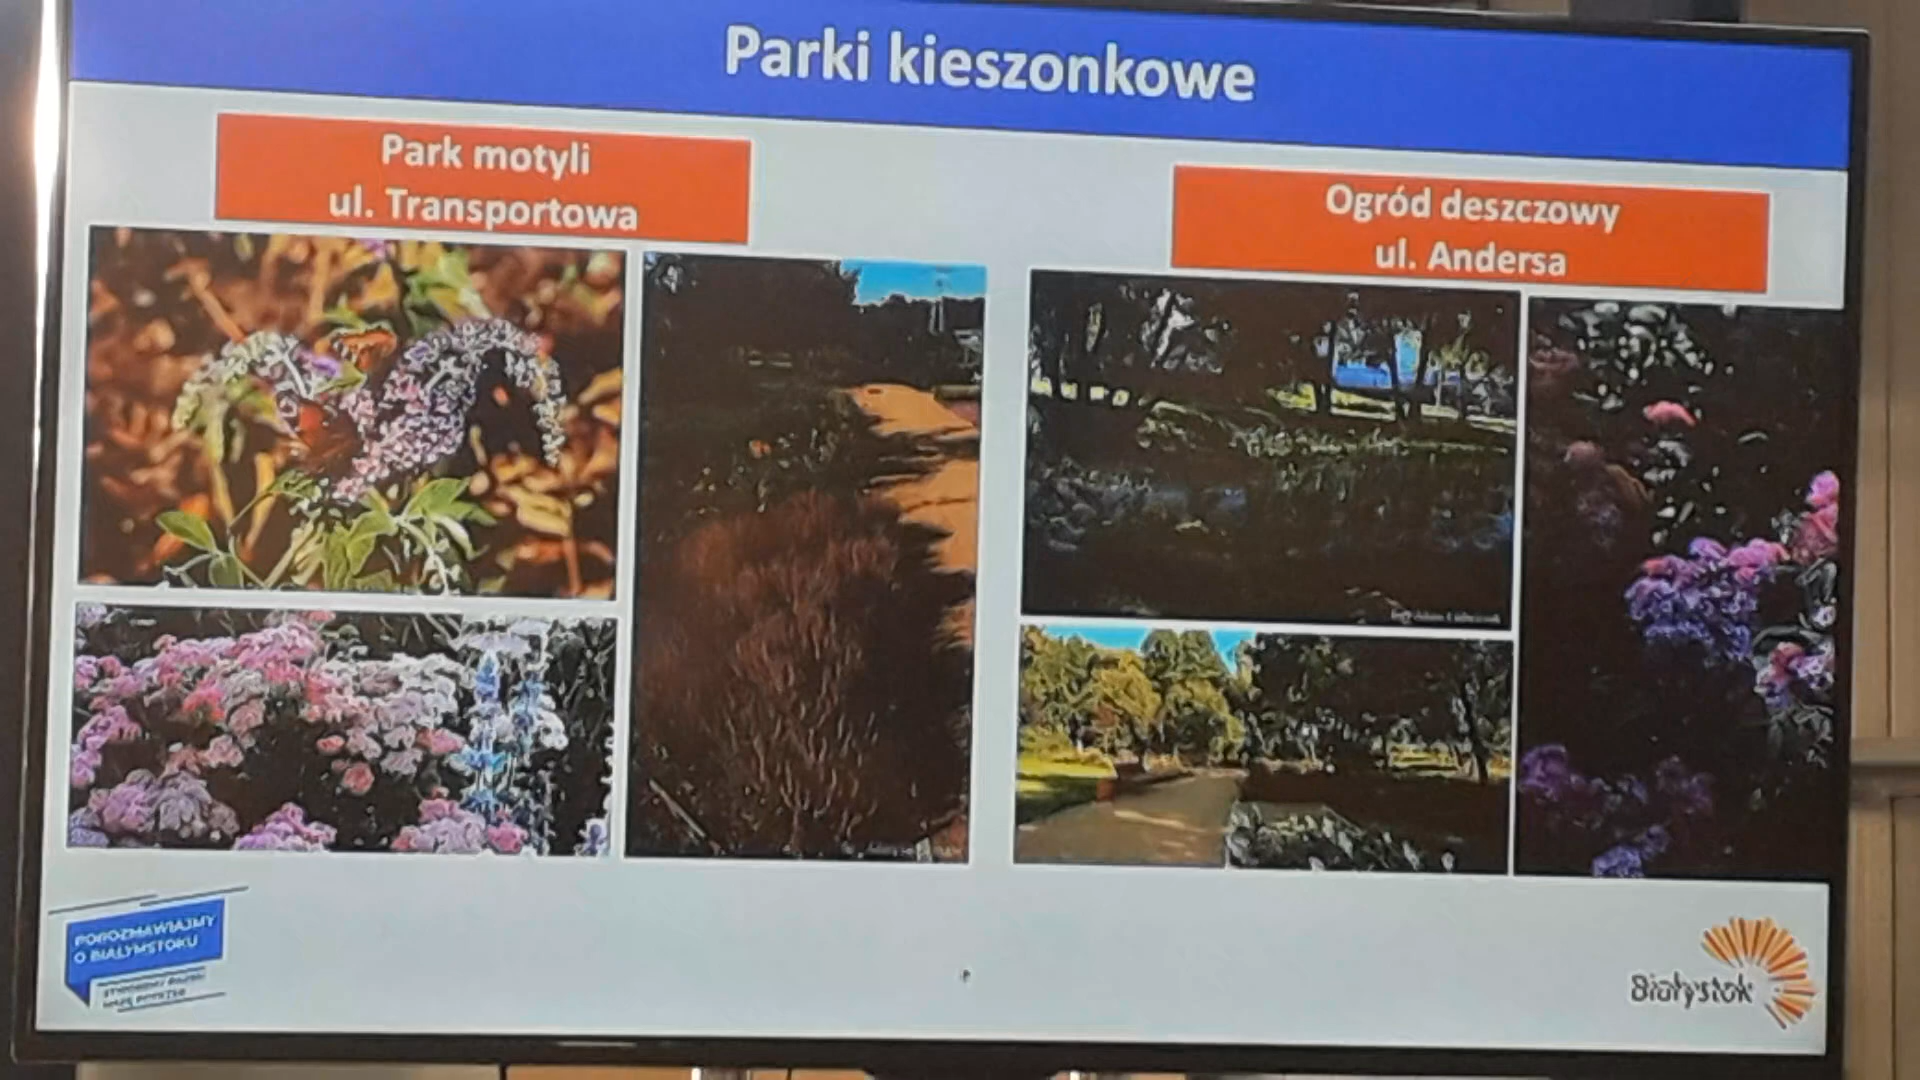 Parki kieszonkowe
Park motyli
ul. Transportowa
Ogród deszczowy
ul. Andersa
POROZMAWIAJMY
O BIAŁYMSTOKU
Białystok